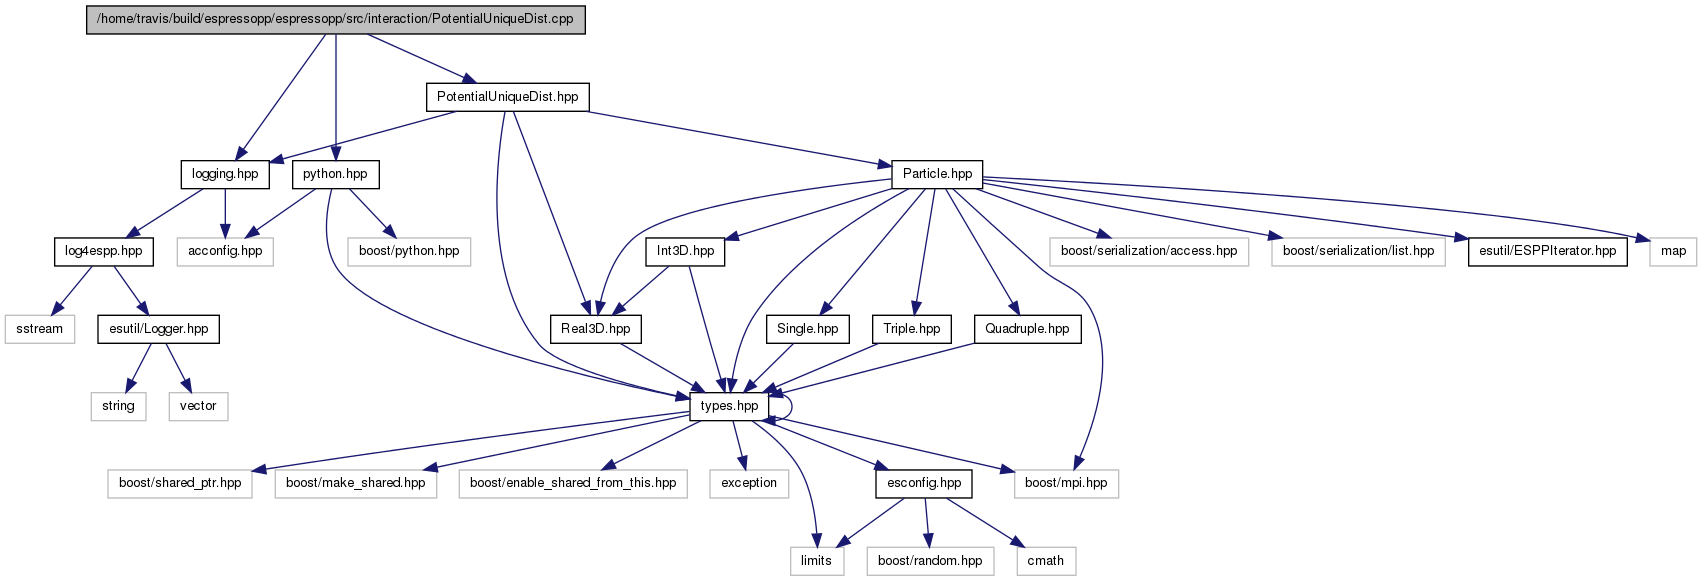 /home/travis/build/espressopp/espressopp/src/interaction/PotentialUniqueDist.cpp
PotentialUniqueDist.hpp
logging.hpp
python.hpp
Particle.hpp
log4espp.hpp
acconfig.hpp
boost/python.hpp
Int3D.hpp
boost/serialization/access.hpp
boost/serialization/list.hpp
esutil/ESPPIterator.hpp
map
sstream
esutil/Logger.hpp
Real3D.hpp
Single.hpp
Triple.hpp
Quadruple.hpp
string
vector
types.hpp
boost/shared_ptr.hpp
boost/make_shared.hpp
boost/enable_shared_from_this.hpp
exception
esconfig.hpp
boost/mpi.hpp
limits
boost/random.hpp
cmath